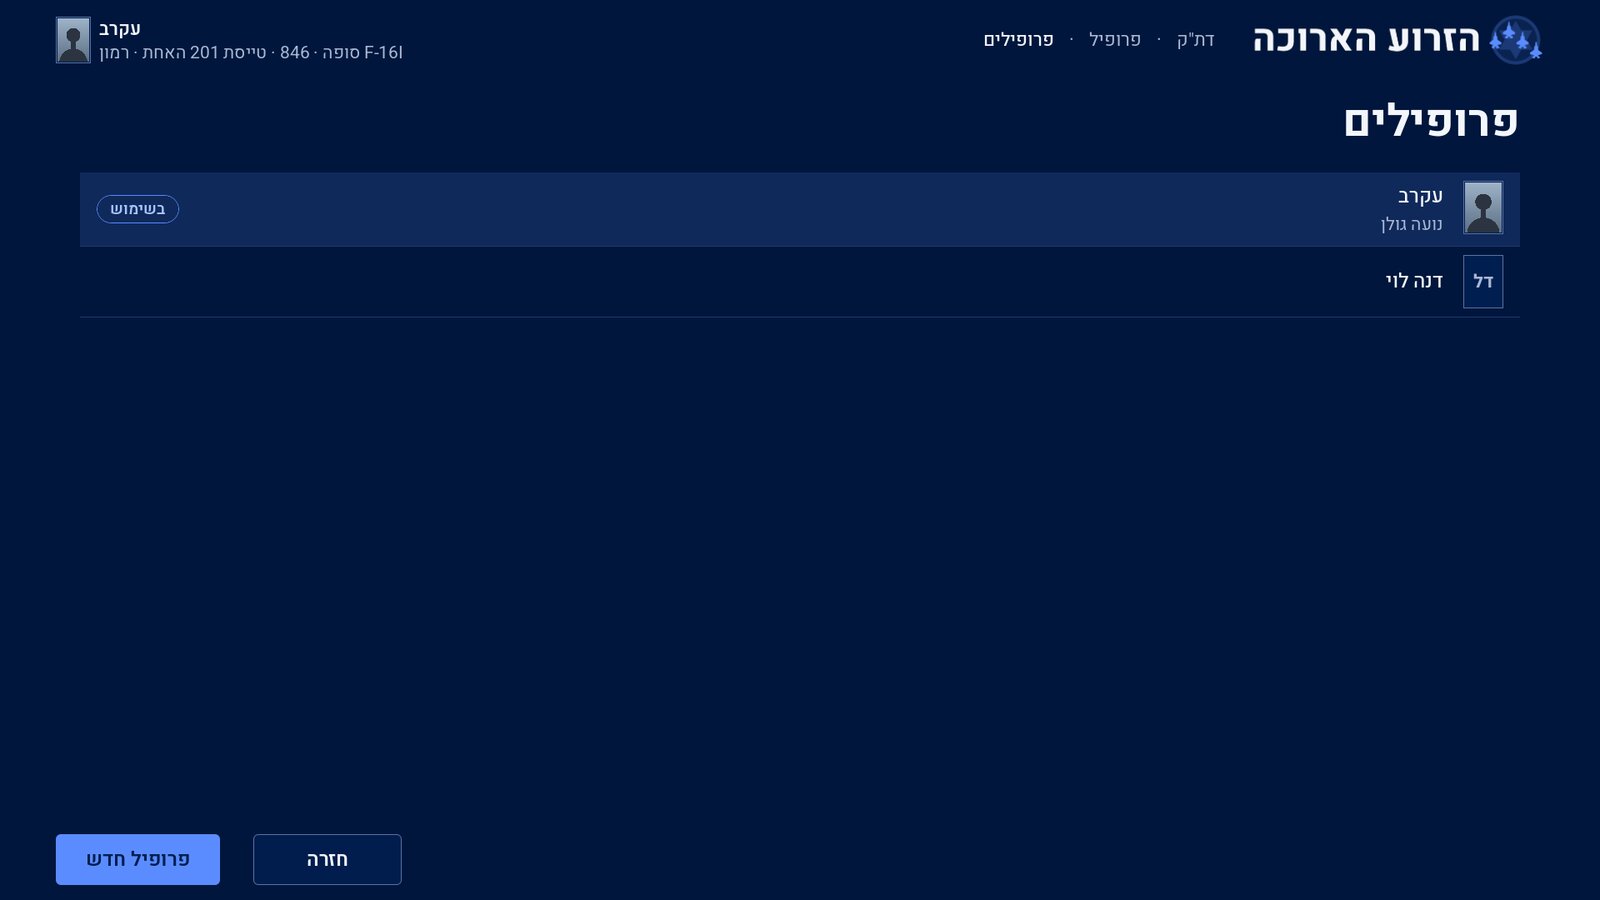 הזרוע הארוכה
דת"ק · פרופיל · פרופילים
עקרב
F-16I סופה · 846 · טייסת 201 האחת · רמון
פרופילים
עקרב
נועה גולן
בשימוש
דל
דנה לוי
חזרה
פרופיל חדש